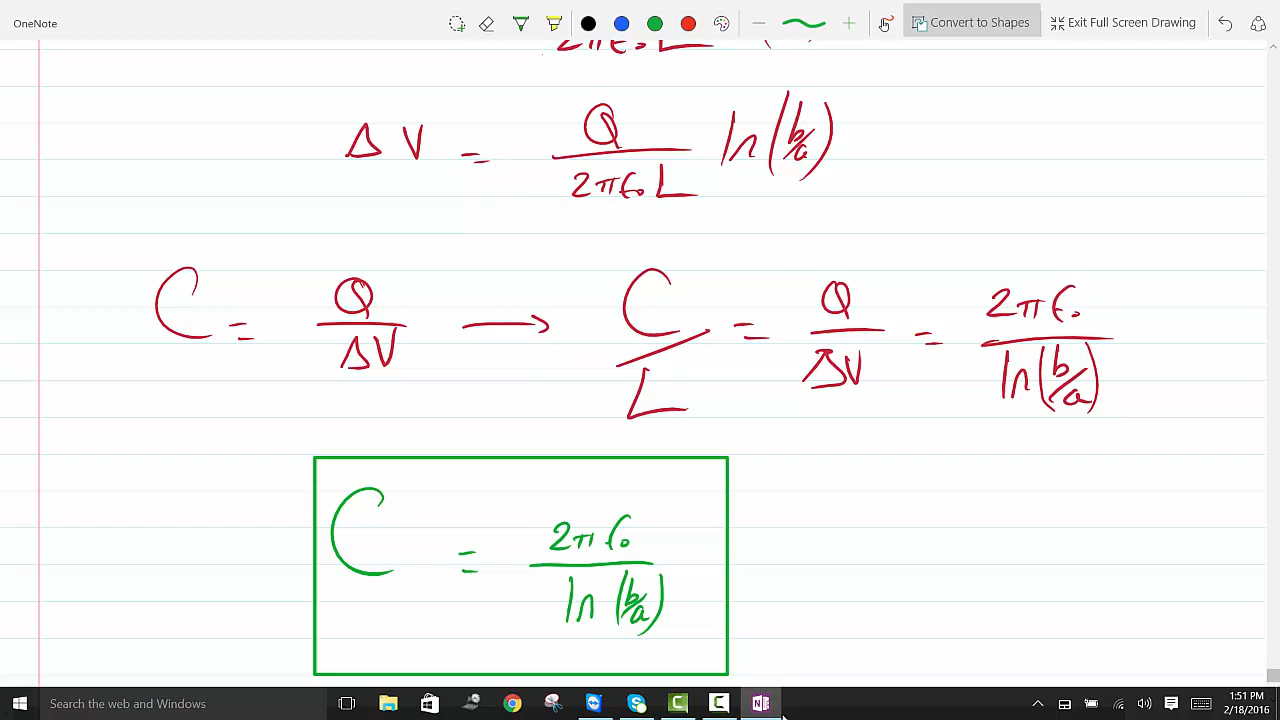 OneNote
Convert to Shapes
Exit Full Screen Drawing
2πϵ₀L
ΔV = Q / 2πϵ₀L ln(b/a)
C = Q / ΔV → C / L = Q / ΔV = 2πϵ₀ / ln(b/a)
C = 2πϵ₀ / ln(b/a)
Search the web and Windows
1:51 PM
2/18/2016